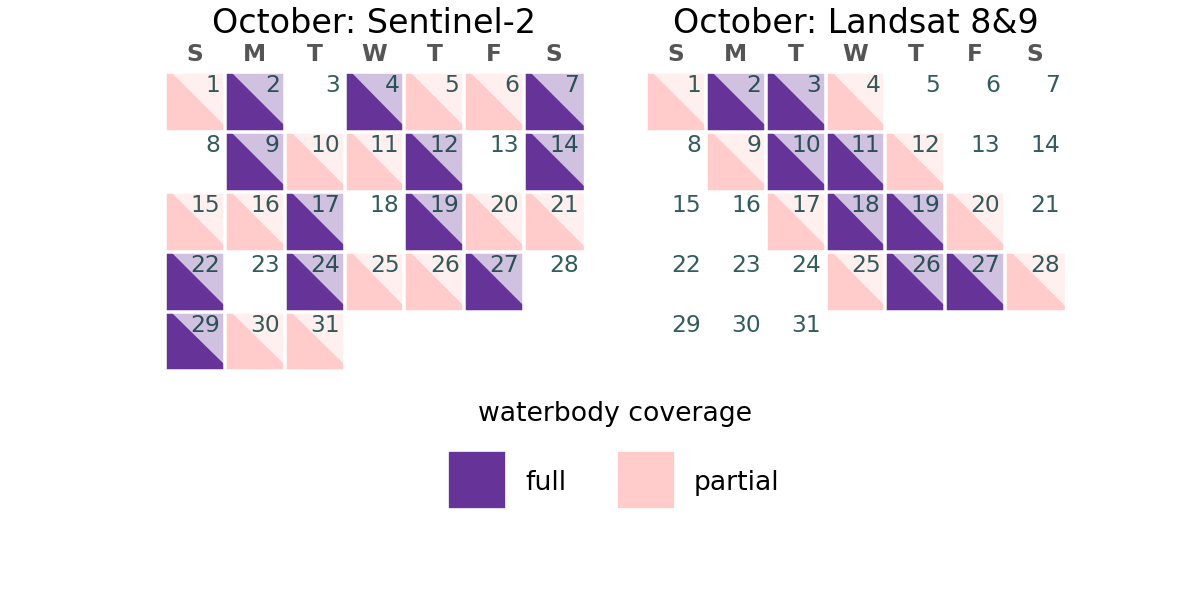 October: Sentinel-2
S M T W T F S
1 2 3 4 5 6 7
8 9 10 11 12 13 14
15 16 17 18 19 20 21
22 23 24 25 26 27 28
29 30 31
October: Landsat 8&9
S M T W T F S
1 2 3 4 5 6 7
8 9 10 11 12 13 14
15 16 17 18 19 20 21
22 23 24 25 26 27 28
29 30 31
waterbody coverage
full
partial